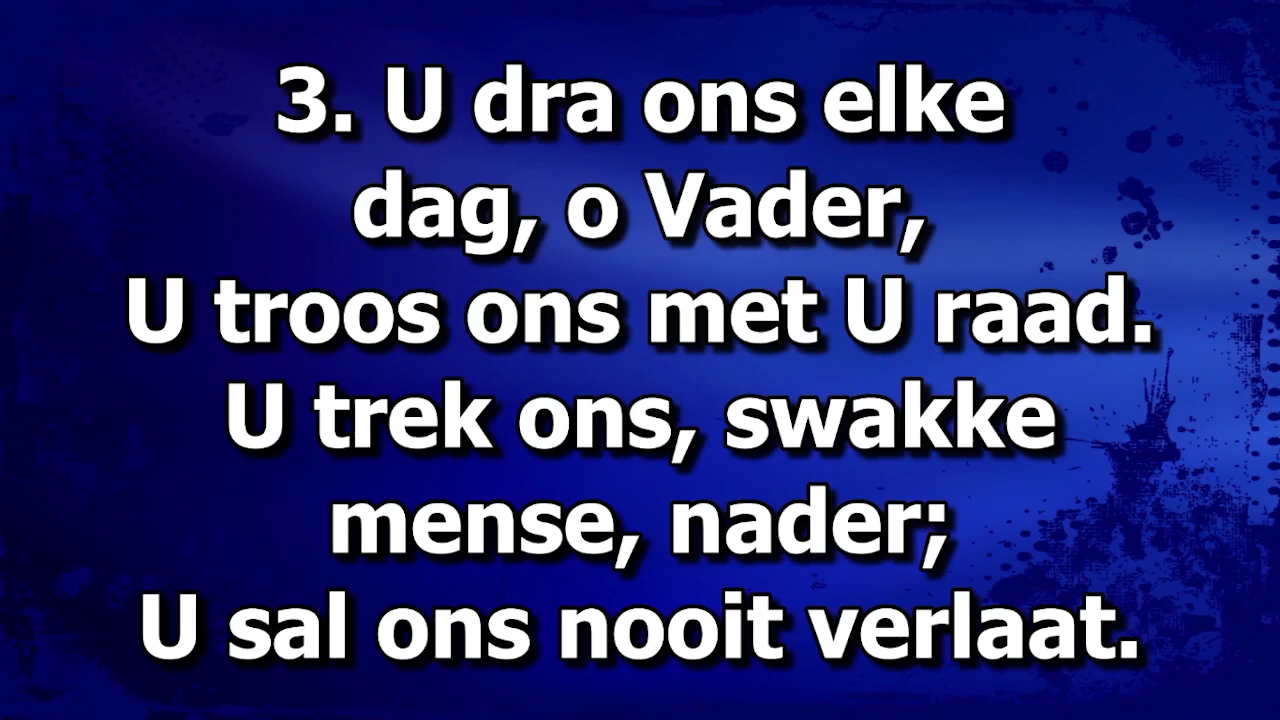 3. U dra ons elke
dag, o Vader,
U troos ons met U raad.
U trek ons, swakke
mense, nader;
U sal ons nooit verlaat.